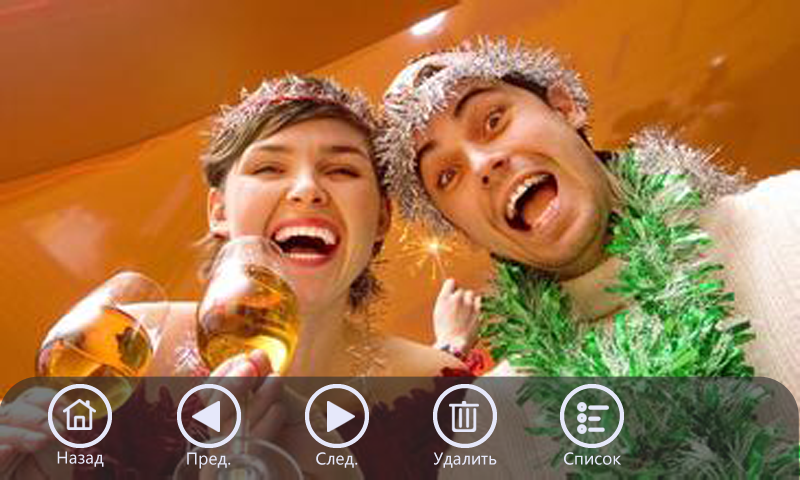 Назад
Пред.
След.
Удалить
Список